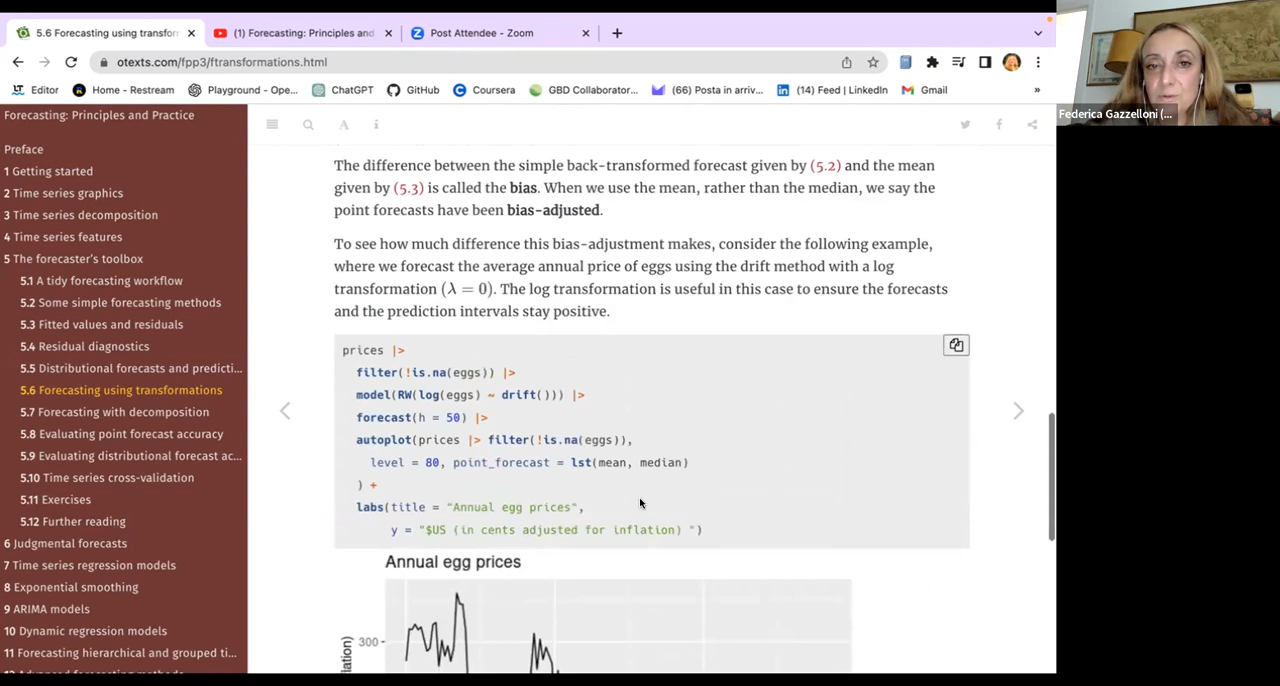 5.6 Forecasting using transfor
(1) Forecasting: Principles and
Post Attendee - Zoom
otexts.com/fpp3/ftransformations.html
Editor
Home - Restream
Playground - Ope...
ChatGPT
GitHub
Coursera
GBD Collaborator...
(66) Posta in arriv...
(14) Feed | LinkedIn
Gmail
»
Federica Gazzelloni (...
Forecasting: Principles and Practice
Preface
1 Getting started
2 Time series graphics
3 Time series decomposition
4 Time series features
5 The forecaster's toolbox
5.1 A tidy forecasting workflow
5.2 Some simple forecasting methods
5.3 Fitted values and residuals
5.4 Residual diagnostics
5.5 Distributional forecasts and predicti...
5.6 Forecasting using transformations
5.7 Forecasting with decomposition
5.8 Evaluating point forecast accuracy
5.9 Evaluating distributional forecast ac...
5.10 Time series cross-validation
5.11 Exercises
5.12 Further reading
6 Judgmental forecasts
7 Time series regression models
8 Exponential smoothing
9 ARIMA models
10 Dynamic regression models
11 Forecasting hierarchical and grouped ti...
The difference between the simple back-transformed forecast given by (5.2) and the mean
given by (5.3) is called the bias. When we use the mean, rather than the median, we say the
point forecasts have been bias-adjusted.
To see how much difference this bias-adjustment makes, consider the following example,
where we forecast the average annual price of eggs using the drift method with a log
transformation (λ = 0). The log transformation is useful in this case to ensure the forecasts
and the prediction intervals stay positive.
prices |>
filter(!is.na(eggs)) |>
model(RW(log(eggs) ~ drift())) |>
forecast(h = 50) |>
autoplot(prices |> filter(!is.na(eggs)),
level = 80, point_forecast = lst(mean, median)
) +
labs(title = "Annual egg prices",
y = "$US (in cents adjusted for inflation) ")
Annual egg prices
300
lation)